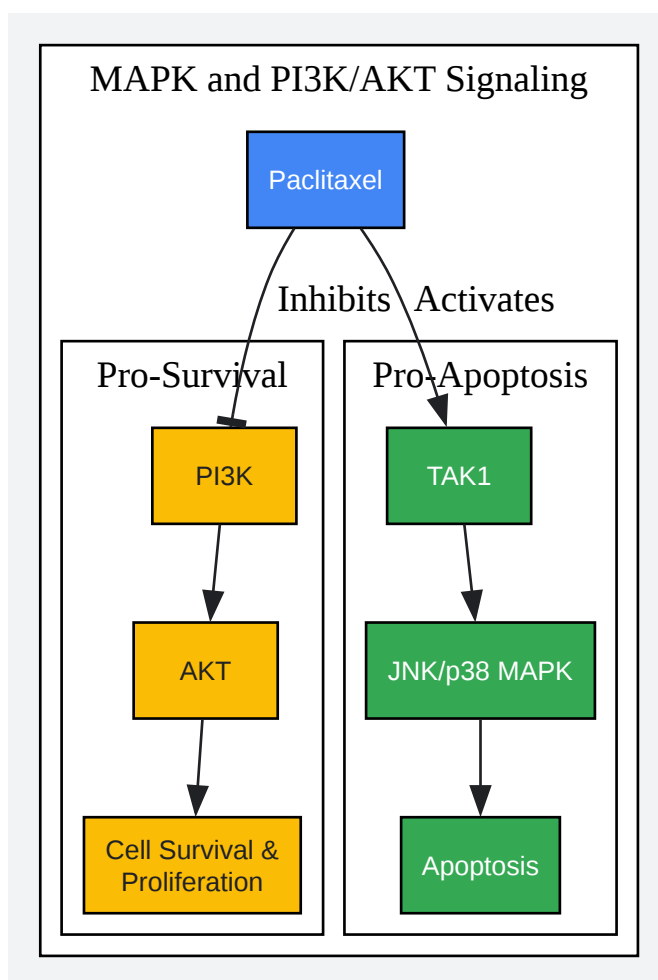 MAPK and PI3K/AKT Signaling
Paclitaxel
Inhibits
Activates
Pro-Survival
PI3K
AKT
Cell Survival &
Proliferation
Pro-Apoptosis
TAK1
JNK/p38 MAPK
Apoptosis